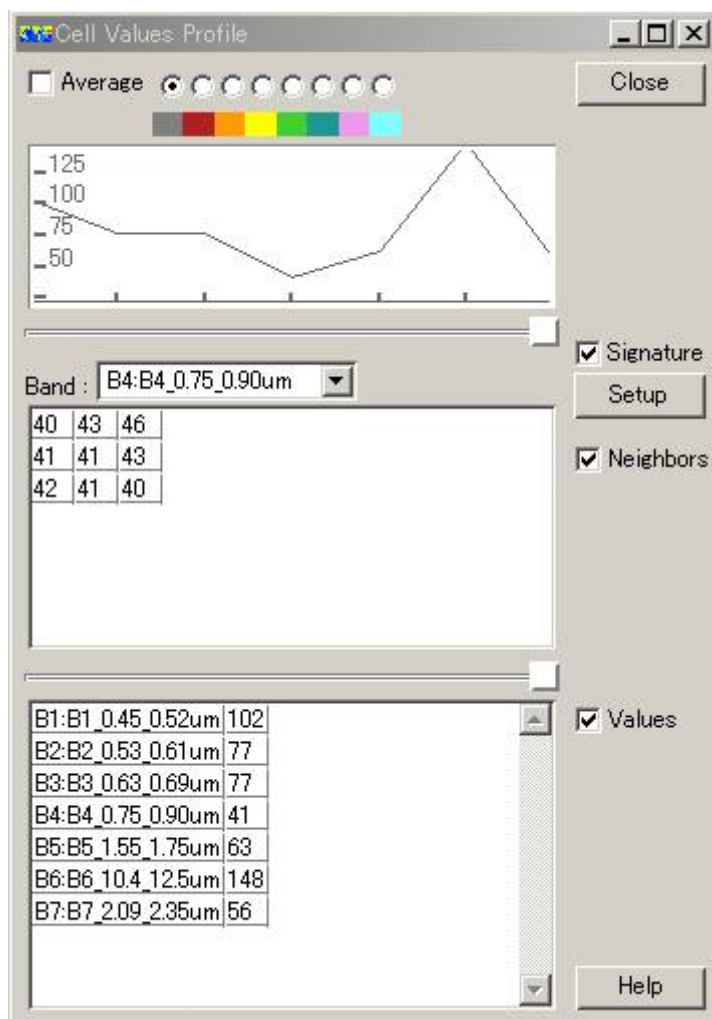 Cell Values Profile
Average
Close
125
100
75
50
Signature
Band : B4:B4_0.75_0.90um
Setup
40 43 46
41 41 43
42 41 40
Neighbors
B1:B1_0.45_0.52um 102
B2:B2_0.53_0.61um 77
B3:B3_0.63_0.69um 77
B4:B4_0.75_0.90um 41
B5:B5_1.55_1.75um 63
B6:B6_10.4_12.5um 148
B7:B7_2.09_2.35um 56
Values
Help